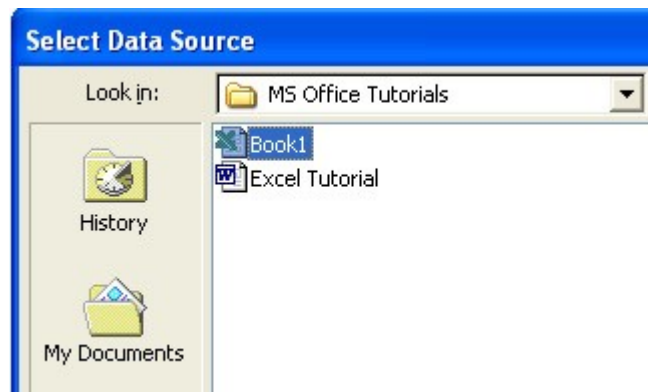 Select Data Source
Look in: MS Office Tutorials
Book1
Excel Tutorial
History
My Documents